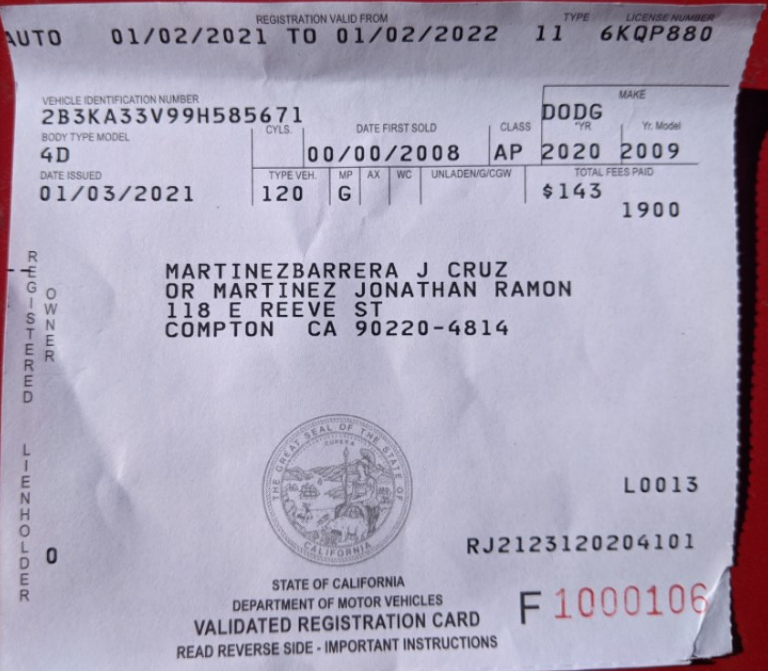 REGISTRATION VALID FROM TYPE LICENSE NUMBER
AUTO 01/02/2021 TO 01/02/2022 11 6KQP880
MAKE
VEHICLE IDENTIFICATION NUMBER
2B3KA33V99H585671 DODG
BODY TYPE MODEL CYLS. DATE FIRST SOLD CLASS *YR Yr. Model
4D 00/00/2008 AP 2020 2009
DATE ISSUED TYPE VEH. MP AX WC UNLADEN/G/CGW TOTAL FEES PAID
01/03/2021 120 G $143
1900
REGISTERED
OWNER
MARTINEZBARRERA J CRUZ
OR MARTINEZ JONATHAN RAMON
118 E REEVE ST
COMPTON CA 90220-4814
LIENHOLDER
0
THE GREAT SEAL OF THE STATE OF CALIFORNIA
EUREKA
L0013
RJ2123120204101
STATE OF CALIFORNIA
DEPARTMENT OF MOTOR VEHICLES
VALIDATED REGISTRATION CARD
READ REVERSE SIDE - IMPORTANT INSTRUCTIONS
F 1000106